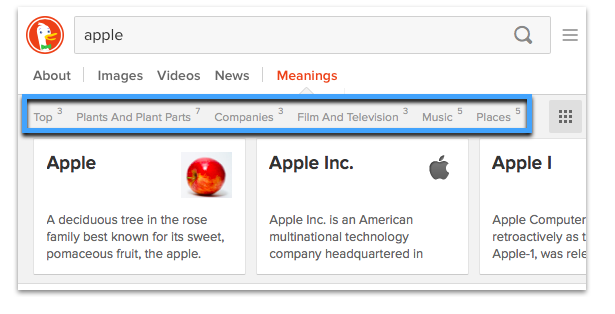 apple
About Images Videos News Meanings
Top 3 Plants And Plant Parts 7 Companies 3 Film And Television 3 Music 5 Places 5
Apple
A deciduous tree in the rose
family best known for its sweet,
pomaceous fruit, the apple.
Apple Inc.
Apple Inc. is an American
multinational technology
company headquartered in
Apple I
Apple Computer
retroactively as t
Apple-1, was rele